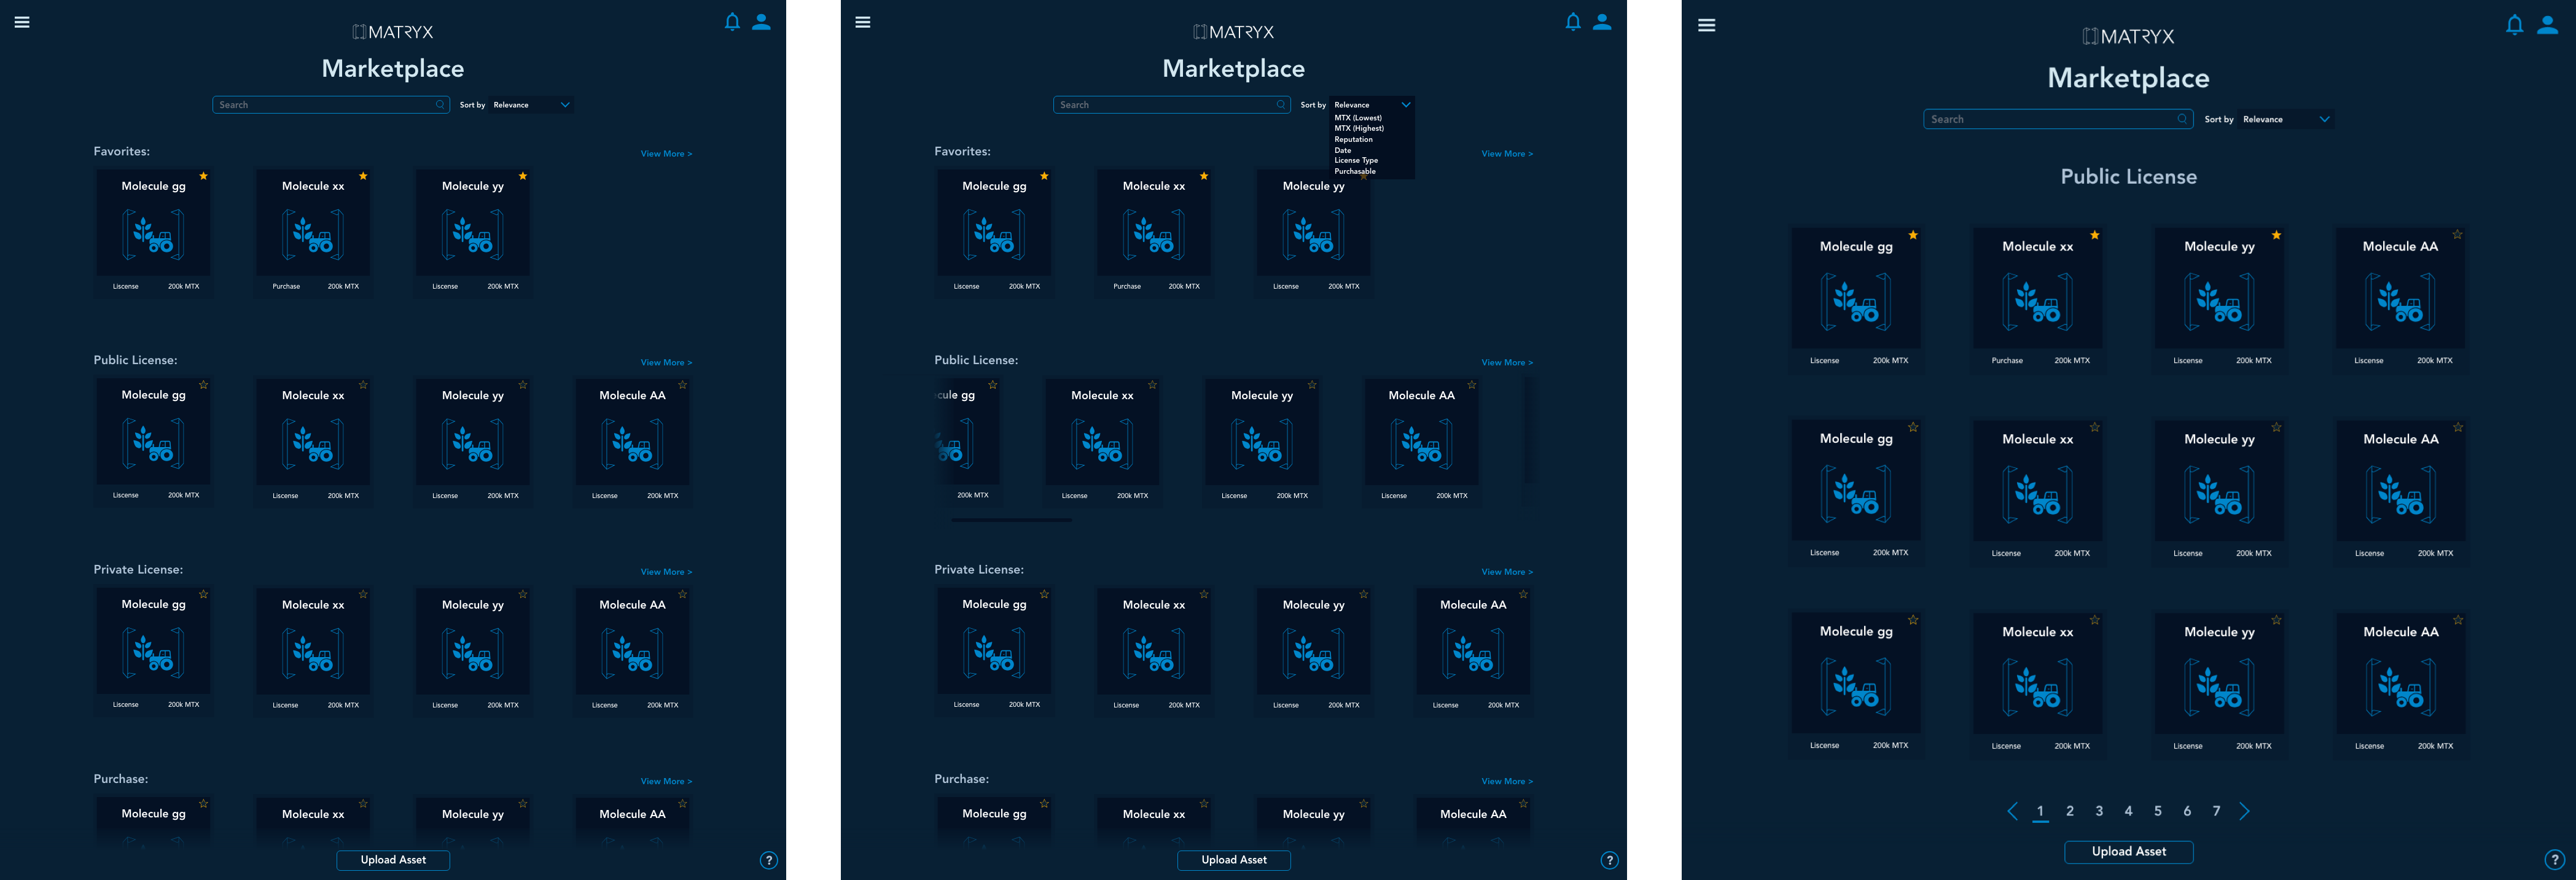 MATRYX
Marketplace
Search
Sort by Relevance
Favorites:
View More >
Molecule gg
Molecule xx
Molecule yy
Liscense 200k MTX
Purchase 200k MTX
Liscense 200k MTX
Public License:
View More >
Molecule gg
Molecule xx
Molecule yy
Molecule AA
Liscense 200k MTX
Liscense 200k MTX
Liscense 200k MTX
Liscense 200k MTX
Private License:
View More >
Molecule gg
Molecule xx
Molecule yy
Molecule AA
Liscense 200k MTX
Liscense 200k MTX
Liscense 200k MTX
Liscense 200k MTX
Purchase:
View More >
Molecule gg
Molecule xx
Molecule yy
Molecule AA
Upload Asset
?
MATRYX
Marketplace
Search
Sort by Relevance
MTX (Lowest)
MTX (Highest)
Reputation
Date
License Type
Purchasable
Favorites:
View More >
Molecule gg
Molecule xx
Molecule yy
Liscense 200k MTX
Purchase 200k MTX
Liscense 200k MTX
Public License:
View More >
cule gg
Molecule xx
Molecule yy
Molecule AA
200k MTX
Liscense 200k MTX
Liscense 200k MTX
Liscense 200k MTX
Private License:
View More >
Molecule gg
Molecule xx
Molecule yy
Molecule AA
Liscense 200k MTX
Liscense 200k MTX
Liscense 200k MTX
Liscense 200k MTX
Purchase:
View More >
Molecule gg
Molecule xx
Molecule yy
Molecule AA
Upload Asset
?
MATRYX
Marketplace
Search
Sort by Relevance
Public License
Molecule gg
Molecule xx
Molecule yy
Molecule AA
Liscense 200k MTX
Purchase 200k MTX
Liscense 200k MTX
Liscense 200k MTX
Molecule gg
Molecule xx
Molecule yy
Molecule AA
Liscense 200k MTX
Liscense 200k MTX
Liscense 200k MTX
Liscense 200k MTX
Molecule gg
Molecule xx
Molecule yy
Molecule AA
Liscense 200k MTX
Liscense 200k MTX
Liscense 200k MTX
Liscense 200k MTX
1 2 3 4 5 6 7
Upload Asset
?